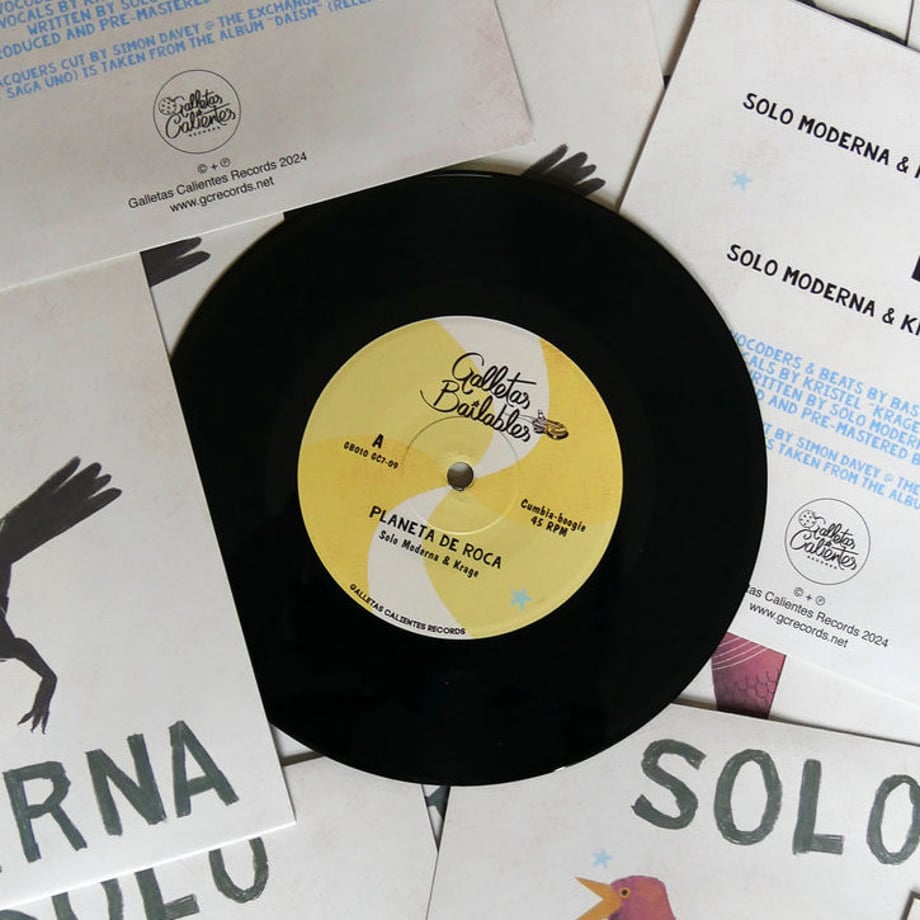 VOCALS BY
WRITTEN BY
PRODUCED AND PRE-MASTERED
LACQUERS CUT BY SIMON DAVEY @ THE EXCHANGE
SAGA UNO) IS TAKEN FROM THE ALBUM "DAISM"
Galletas
Calientes
RECORDS
© + ℗
Galletas Calientes Records 2024
www.gcrecords.net
SOLO MODERNA &
SOLO MODERNA &
VOCODERS & BEATS BY
VOCALS BY KRISTEL "KRAGE"
WRITTEN BY SOLO MODERNA
AND PRE-MASTERED
BY SIMON DAVEY @ THE
IS TAKEN FROM THE
Galletas
Calientes
RECORDS
© + ℗
Calientes Records 2024
www.gcrecords.net
Galletas
Bailables
A
GB010 GC7-09
Cumbia-boogie
45 RPM
PLANETA DE ROCA
Solo Moderna & Krage
GALLETAS CALIENTES RECORDS
ERNA
SOLO
SOLO